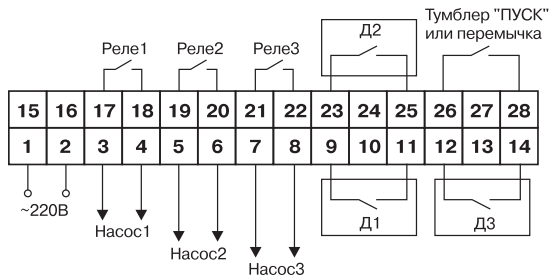 Тумблер "ПУСК"
или перемычка
Реле1 Реле2 Реле3 Д2
15 16 17 18 19 20 21 22 23 24 25 26 27 28
1 2 3 4 5 6 7 8 9 10 11 12 13 14
~220В
Насос1
Насос2
Насос3
Д1
Д3